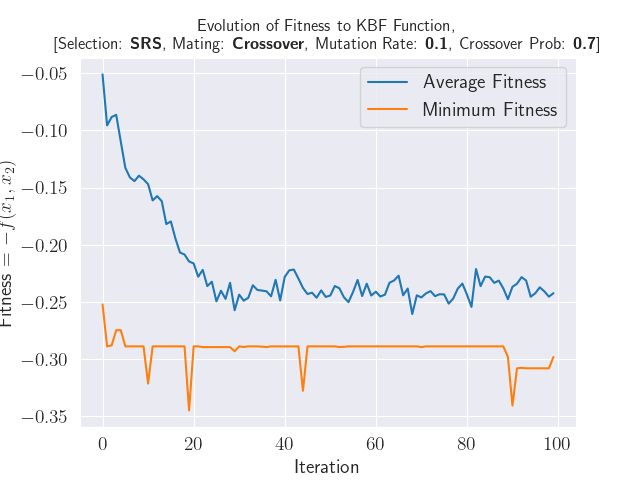 Evolution of Fitness to KBF Function,
[Selection: SRS, Mating: Crossover, Mutation Rate: 0.1, Crossover Prob: 0.7]
Average Fitness
Minimum Fitness
Fitness = −f(x₁, x₂)
−0.05
−0.10
−0.15
−0.20
−0.25
−0.30
−0.35
0 20 40 60 80 100
Iteration